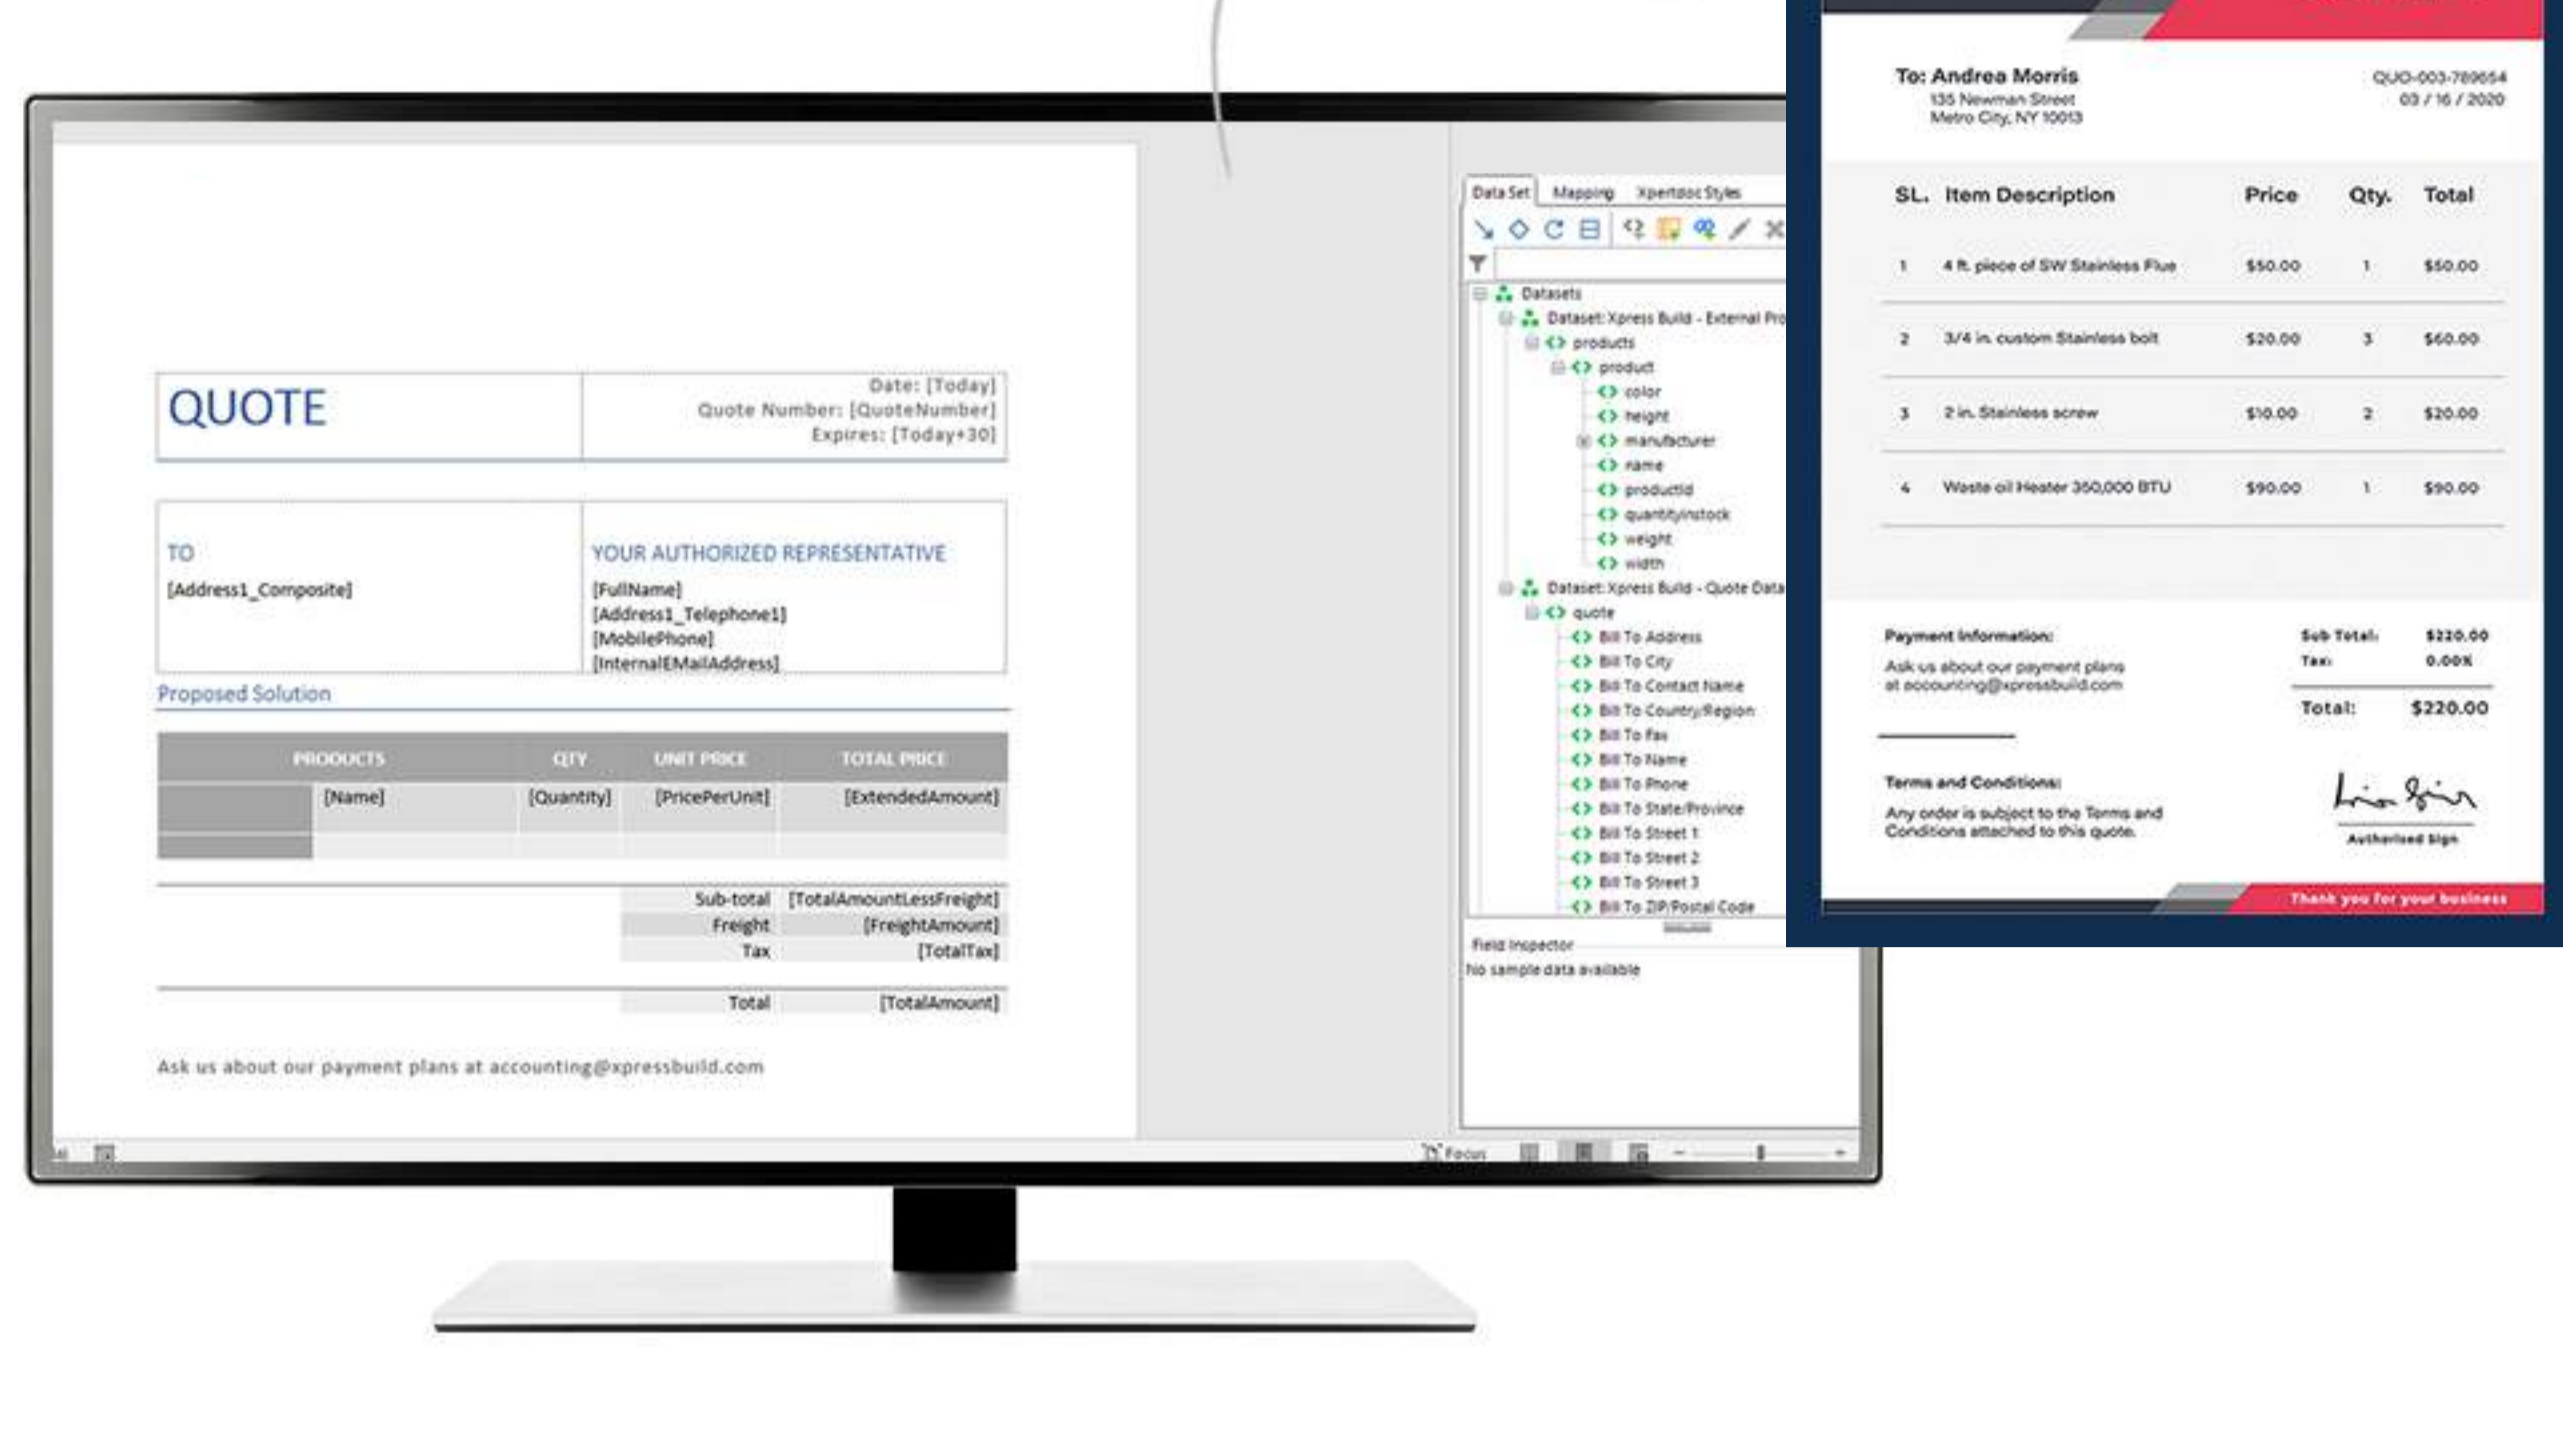 QUOTE
Date: [Today]
Quote Number: [QuoteNumber]
Expires: [Today+30]
TO
[Address1_Composite]
YOUR AUTHORIZED REPRESENTATIVE
[FullName]
[Address1_Telephone1]
[MobilePhone]
[InternalEMailAddress]
Proposed Solution
PRODUCTS QTY UNIT PRICE TOTAL PRICE
[Name] [Quantity] [PricePerUnit] [ExtendedAmount]
Sub-total [TotalAmountLessFreight]
Freight [FreightAmount]
Tax [TotalTax]
Total [TotalAmount]
Ask us about our payment plans at accounting@xpressbuild.com
Focus
Data Set Mapping Xpertdoc Styles
Datasets
Dataset: Xpress Build - External Pro
products
product
color
height
manufacturer
name
productid
quantityinstock
weight
width
Dataset: Xpress Build - Quote Data
quote
Bill To Address
Bill To City
Bill To Contact Name
Bill To Country/Region
Bill To Fax
Bill To Name
Bill To Phone
Bill To State/Province
Bill To Street 1
Bill To Street 2
Bill To Street 3
Bill To ZIP/Postal Code
Field Inspector
No sample data available
To: Andrea Morris
135 Newman Street
Metro City, NY 10013
QUO-003-789654
03 / 16 / 2020
SL. Item Description Price Qty. Total
1 4 ft. piece of SW Stainless Flue $50.00 1 $50.00
2 3/4 in. custom Stainless bolt $20.00 3 $60.00
3 2 in. Stainless screw $10.00 2 $20.00
4 Waste oil Heater 350,000 BTU $90.00 1 $90.00
Payment Information:
Ask us about our payment plans
at accounting@xpressbuild.com
Sub Total: $220.00
Tax: 0.00%
Total: $220.00
Terms and Conditions:
Any order is subject to the Terms and
Conditions attached to this quote.
Authorised Sign
Thank you for your business